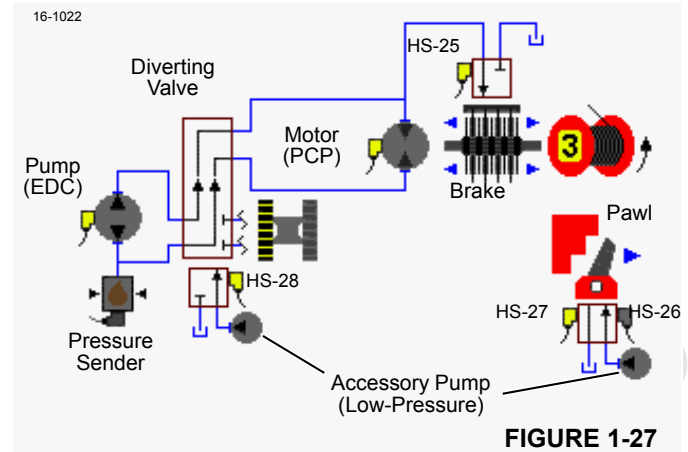 16-1022
HS-25
Diverting
Valve
Motor
(PCP)
3
Pump
(EDC)
Brake
Pawl
HS-28
HS-27
HS-26
Pressure
Sender
Accessory Pump
(Low-Pressure)
FIGURE 1-27